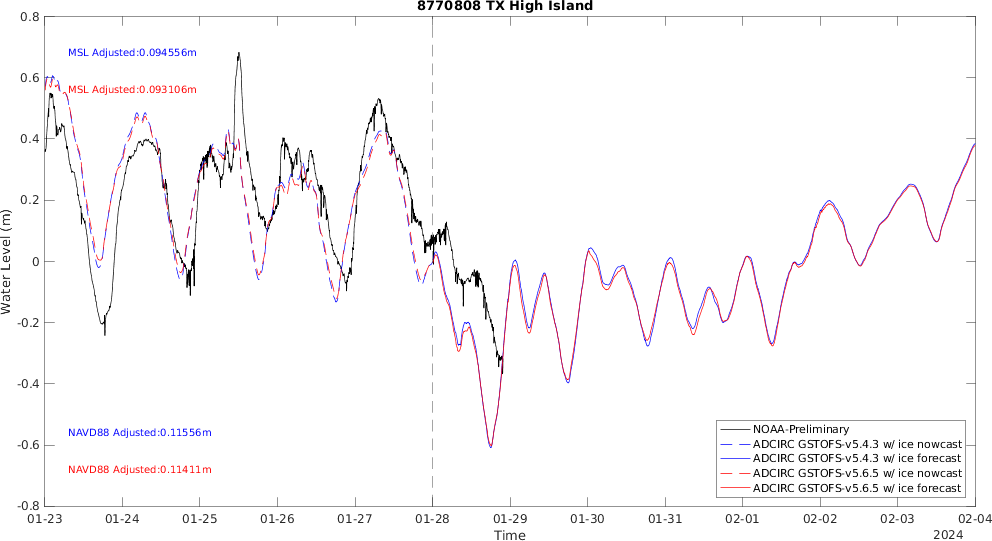 8770808 TX High Island
Water Level (m)
0.8
0.6
0.4
0.2
0
-0.2
-0.4
-0.6
-0.8
MSL Adjusted:0.094556m
MSL Adjusted:0.093106m
NAVD88 Adjusted:0.11556m
NAVD88 Adjusted:0.11411m
NOAA-Preliminary
ADCIRC GSTOFS-v5.4.3 w/ ice nowcast
ADCIRC GSTOFS-v5.4.3 w/ ice forecast
ADCIRC GSTOFS-v5.6.5 w/ ice nowcast
ADCIRC GSTOFS-v5.6.5 w/ ice forecast
01-23 01-24 01-25 01-26 01-27 01-28 01-29 01-30 01-31 02-01 02-02 02-03 02-04
Time
2024